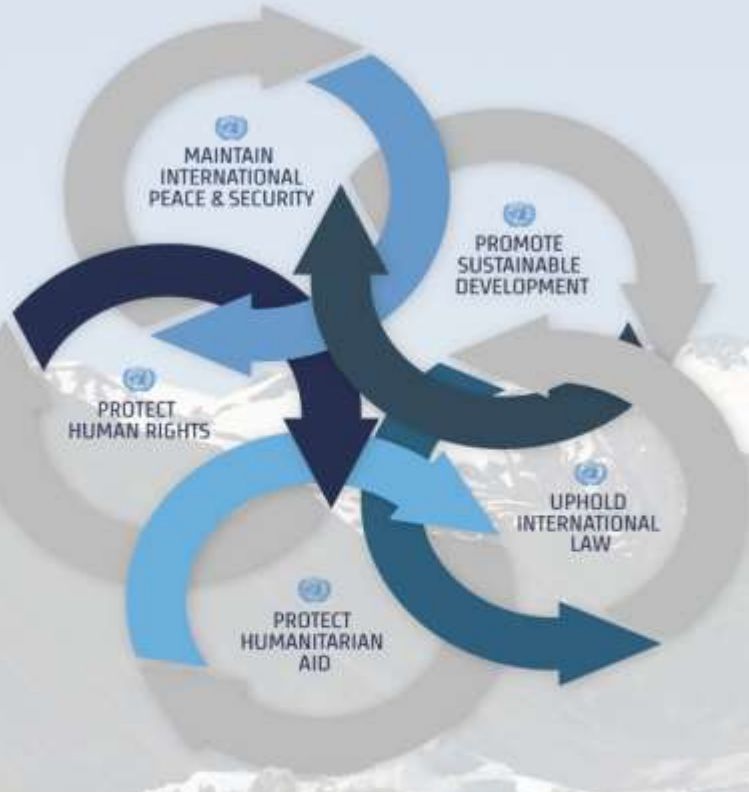 MAINTAIN
INTERNATIONAL
PEACE & SECURITY
PROMOTE
SUSTAINABLE
DEVELOPMENT
PROTECT
HUMAN RIGHTS
UPHOLD
INTERNATIONAL
LAW
PROTECT
HUMANITARIAN
AID